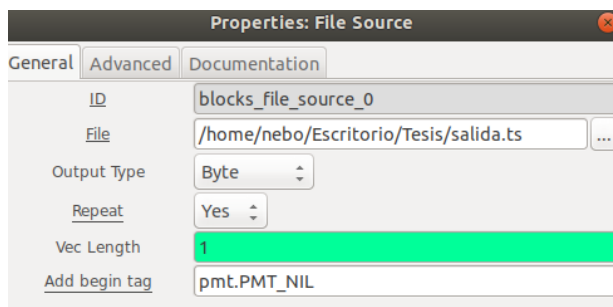 Properties: File Source
General Advanced Documentation
ID blocks_file_source_0
File /home/nebo/Escritorio/Tesis/salida.ts ...
Output Type Byte
Repeat Yes
Vec Length 1
Add begin tag pmt.PMT_NIL